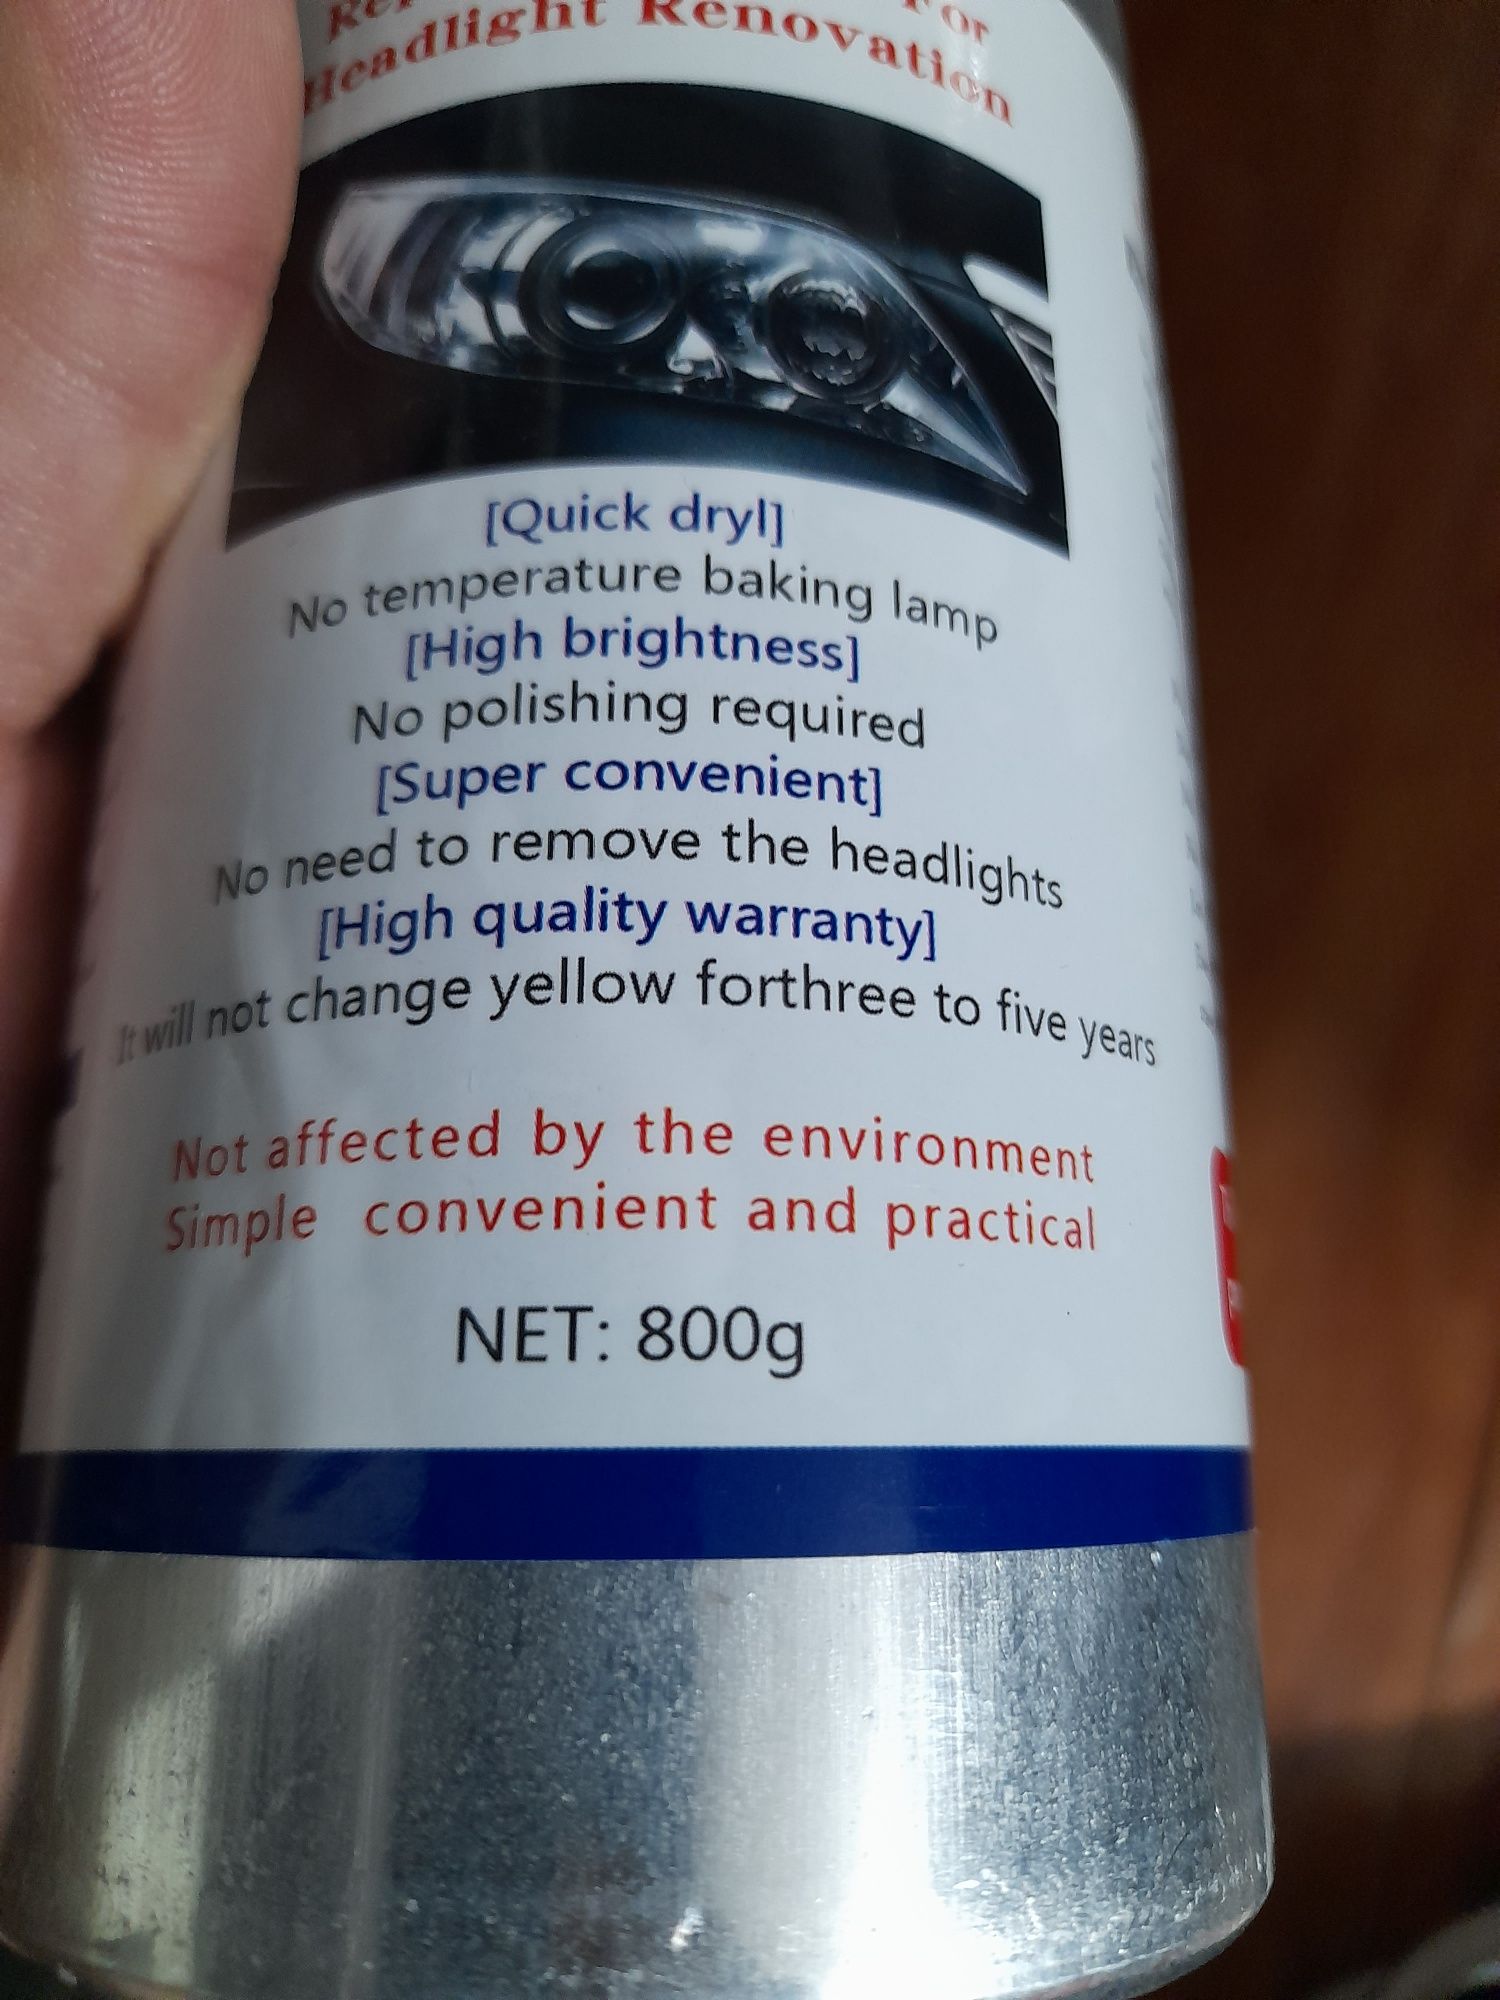 For
Headlight Renovation
[Quick dryl]
No temperature baking lamp
[High brightness]
No polishing required
[Super convenient]
No need to remove the headlights
[High quality warranty]
It will not change yellow forthree to five years
Not affected by the environment
Simple convenient and practical
NET: 800g